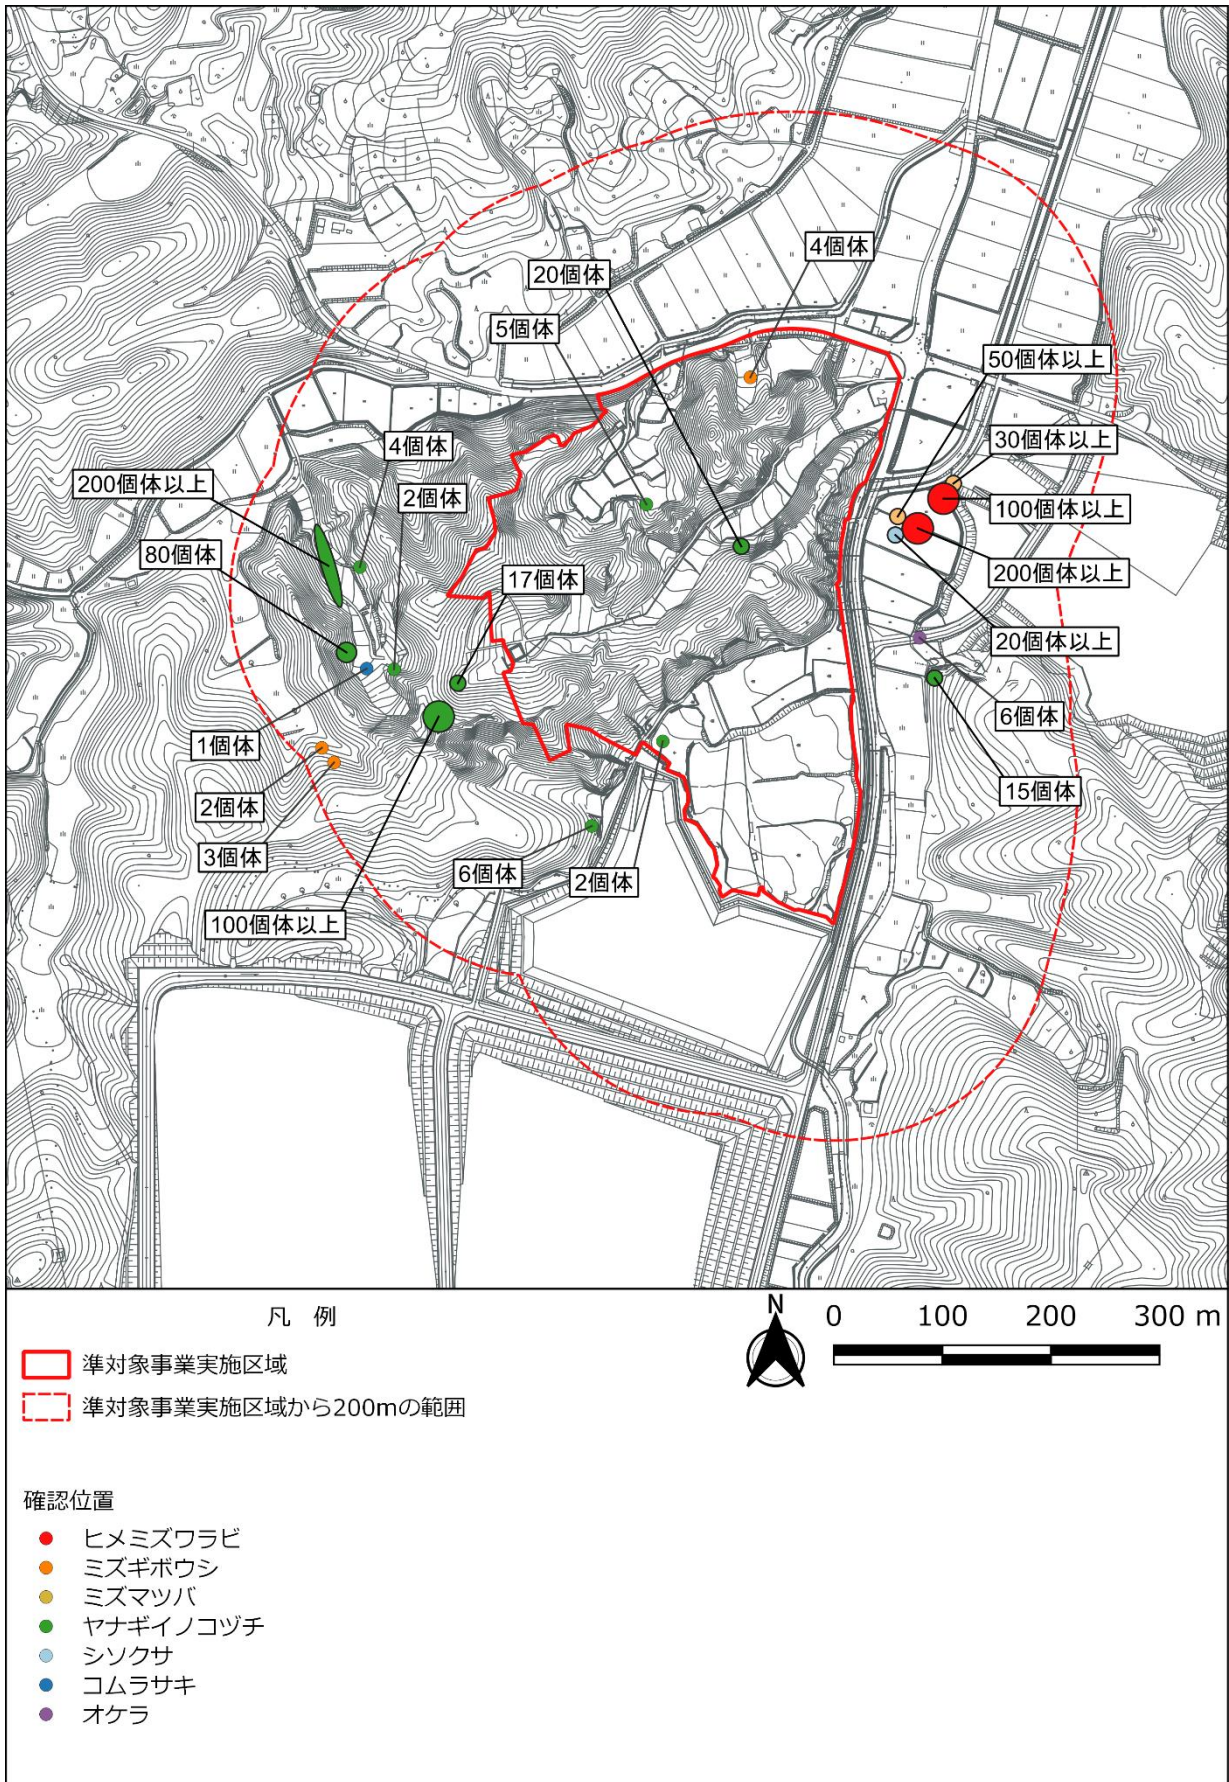 4個体
20個体
5個体
50個体以上
30個体以上
4個体
200個体以上
2個体
100個体以上
80個体
17個体
200個体以上
20個体以上
6個体
1個体
15個体
2個体
3個体
6個体
2個体
100個体以上
凡 例
N
0 100 200 300 m
準対象事業実施区域
準対象事業実施区域から200mの範囲
確認位置
ヒメミズワラビ
ミズギボウシ
ミズマツバ
ヤナギイノコヅチ
シソクサ
コムラサキ
オケラ